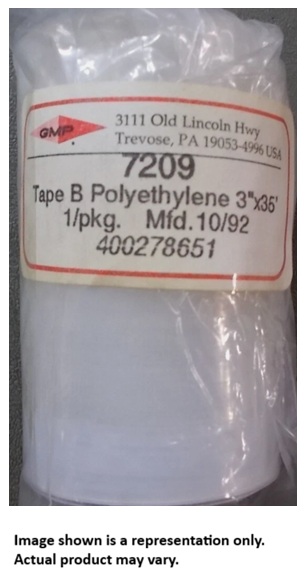 GMP
3111 Old Lincoln Hwy
Trevose, PA 19053-4996 USA
7209
Tape B Polyethylene 3"x35'
1/pkg. Mfd.10/92
400278651
Image shown is a representation only.
Actual product may vary.